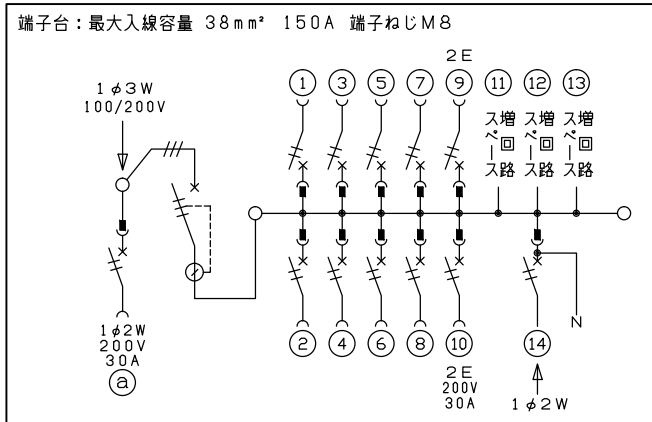 端子台：最大入線容量 38mm² 150A 端子ねじM8
2E
1 3 5 7 9 11 12 13
1φ3W
100/200V
増回路
スペース
増回路
スペース
増回路
スペース
N
2 4 6 8 10 14
1φ2W
200V
30A
a
2E
200V
30A
1φ2W